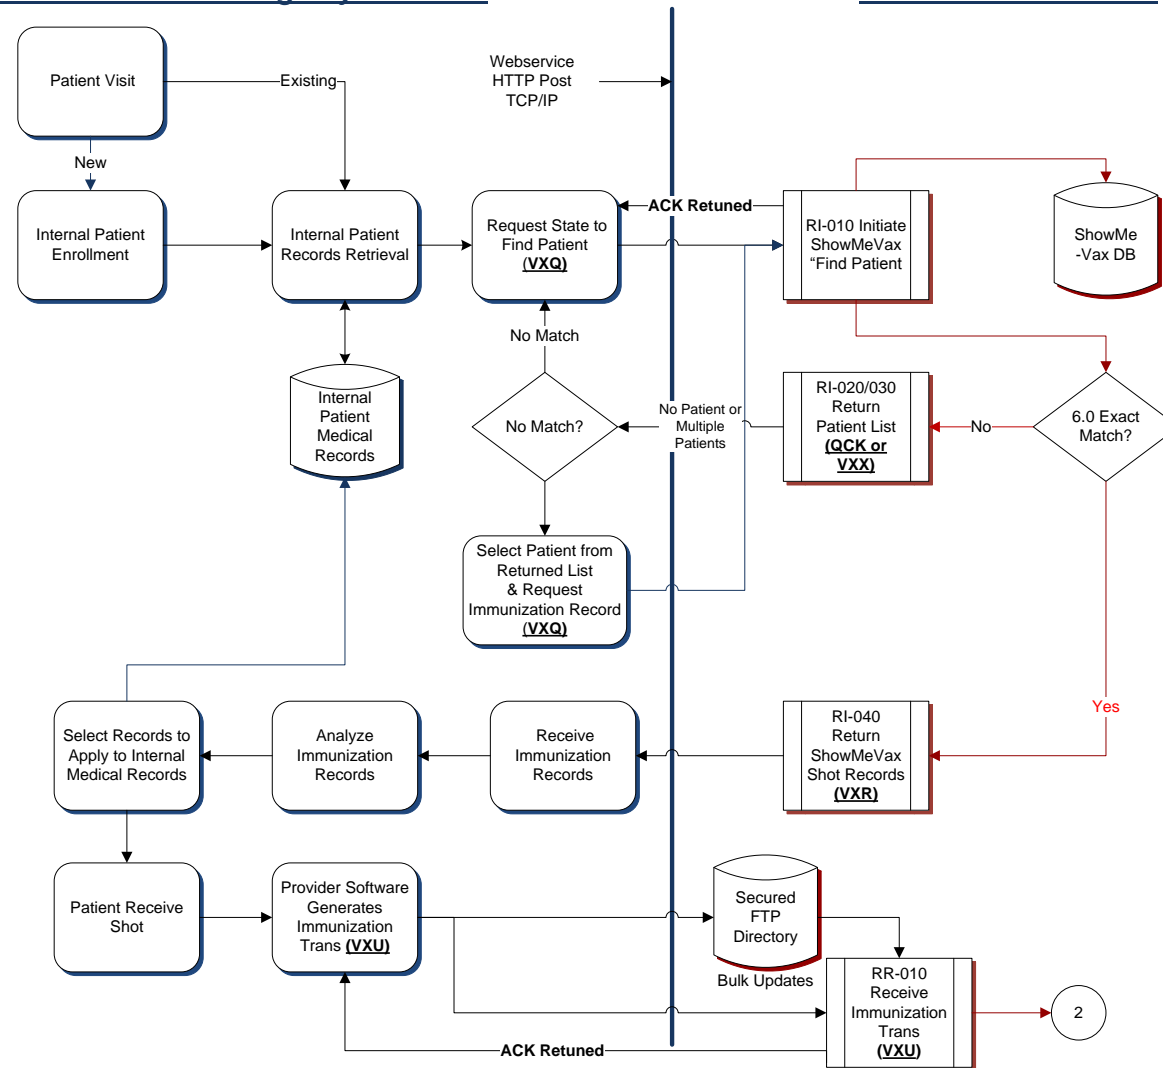 Patient Visit
Existing
Webservice
HTTP Post
TCP/IP
New
Internal Patient
Enrollment
Internal Patient
Records Retrieval
Request State to
Find Patient
(VXQ)
ACK Retuned
RI-010 Initiate
ShowMeVax
“Find Patient
ShowMe
-Vax DB
No Match
Internal
Patient
Medical
Records
No Match?
No Patient or
Multiple
Patients
RI-020/030
Return
Patient List
(QCK or
VXX)
No
6.0 Exact
Match?
Select Patient from
Returned List
& Request
Immunization Record
(VXQ)
Yes
Select Records to
Apply to Internal
Medical Records
Analyze
Immunization
Records
Receive
Immunization
Records
RI-040
Return
ShowMeVax
Shot Records
(VXR)
Patient Receive
Shot
Provider Software
Generates
Immunization
Trans (VXU)
Secured
FTP
Directory
Bulk Updates
RR-010
Receive
Immunization
Trans
(VXU)
2
ACK Retuned